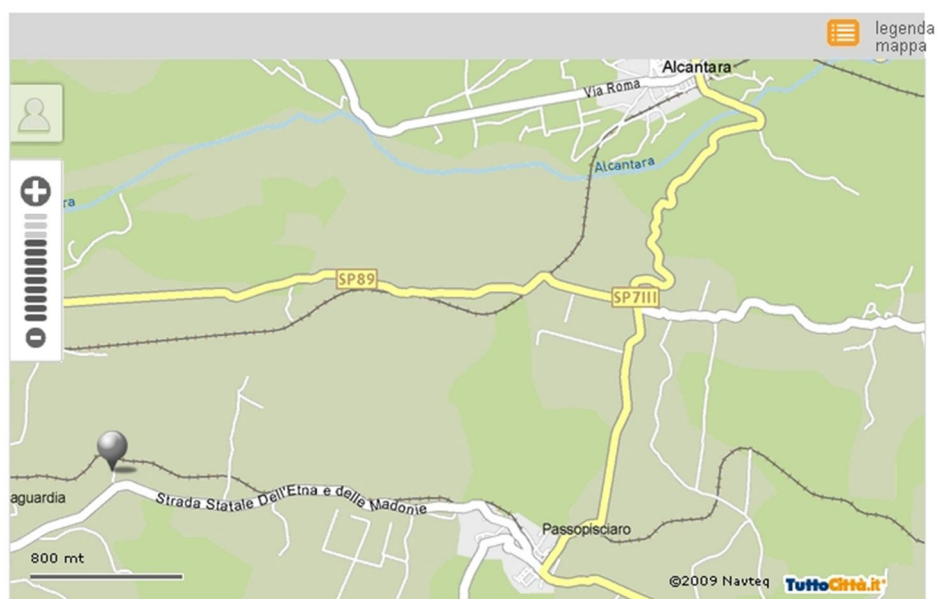 legenda
mappa
Alcantara
Via Roma
Alcantara
ra
SP89
SP7III
aguardia
Strada Statale Dell'Etna e delle Madonie
Passopisciaro
800 mt
©2009 Navteq
TuttoCittà.it